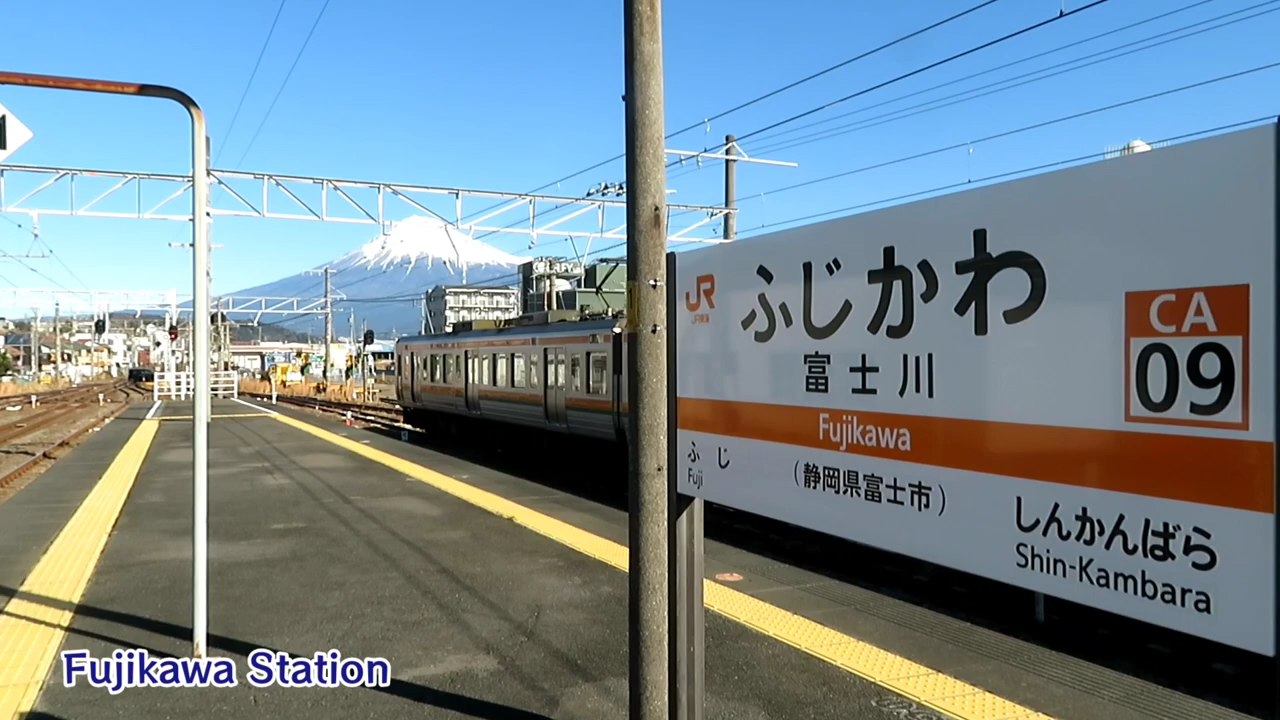 JR
JR東海
ふじかわ
富士川
CA
09
Fujikawa
ふじ
Fuji
(静岡県富士市)
しんかんばら
Shin-Kambara
Fujikawa Station